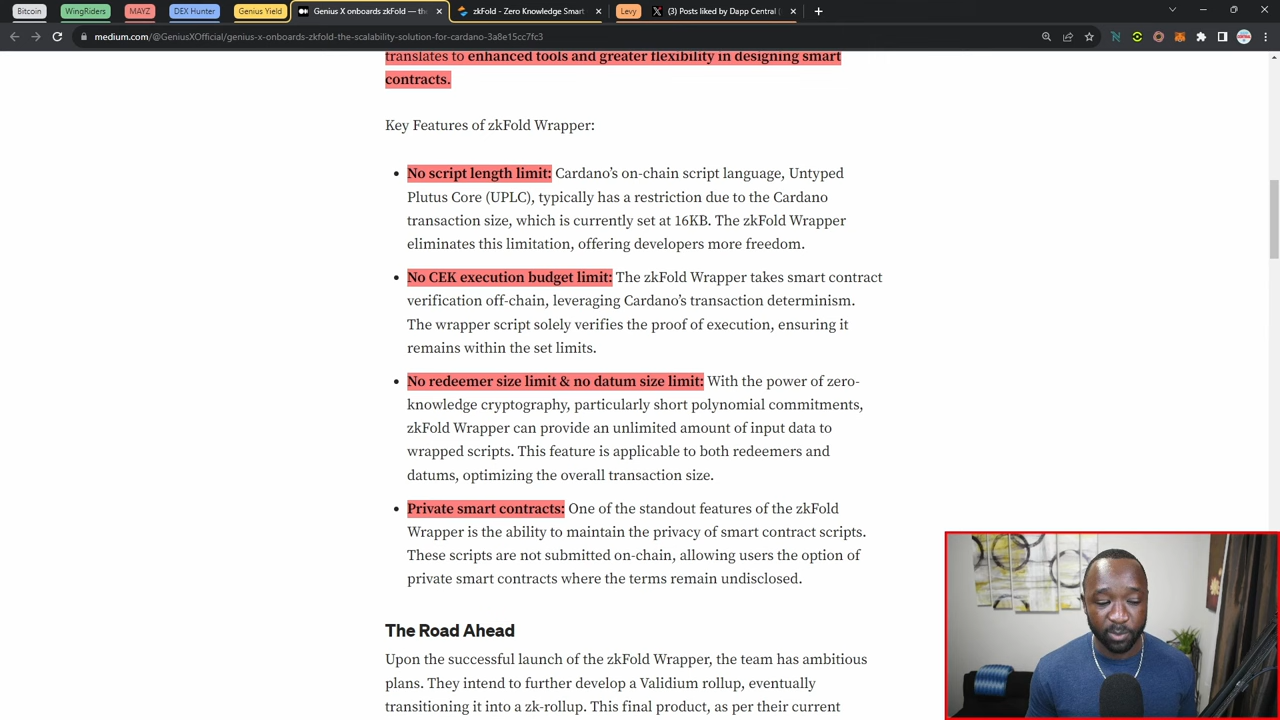 Bitcoin WingRiders MAYZ DEX Hunter Genius Yield Genius X onboards zkFold — the zkFold - Zero Knowledge Smart Levy (3) Posts liked by Dapp Central (
medium.com/@GeniusXOfficial/genius-x-onboards-zkfold-the-scalability-solution-for-cardano-3a8e15cc7fc3
translates to enhanced tools and greater flexibility in designing smart
contracts.
Key Features of zkFold Wrapper:
• No script length limit: Cardano’s on-chain script language, Untyped
Plutus Core (UPLC), typically has a restriction due to the Cardano
transaction size, which is currently set at 16KB. The zkFold Wrapper
eliminates this limitation, offering developers more freedom.
• No CEK execution budget limit: The zkFold Wrapper takes smart contract
verification off-chain, leveraging Cardano’s transaction determinism.
The wrapper script solely verifies the proof of execution, ensuring it
remains within the set limits.
• No redeemer size limit & no datum size limit: With the power of zero-
knowledge cryptography, particularly short polynomial commitments,
zkFold Wrapper can provide an unlimited amount of input data to
wrapped scripts. This feature is applicable to both redeemers and
datums, optimizing the overall transaction size.
• Private smart contracts: One of the standout features of the zkFold
Wrapper is the ability to maintain the privacy of smart contract scripts.
These scripts are not submitted on-chain, allowing users the option of
private smart contracts where the terms remain undisclosed.
The Road Ahead
Upon the successful launch of the zkFold Wrapper, the team has ambitious
plans. They intend to further develop a Validium rollup, eventually
transitioning it into a zk-rollup. This final product, as per their current